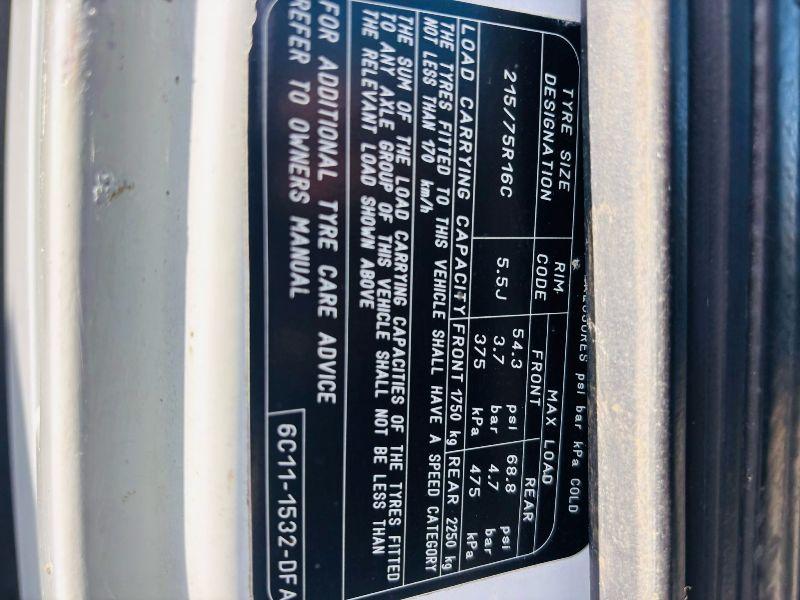 PRESSURES psi bar kPa COLD
TYRE SIZE DESIGNATION
RIM CODE
MAX LOAD
FRONT REAR
215/75R16C 5.5J
54.3 psi 68.8 psi
3.7 bar 4.7 bar
375 kPa 475 kPa
LOAD CARRYING CAPACITY FRONT 1750 kg REAR 2250 kg
THE TYRES FITTED TO THIS VEHICLE SHALL HAVE A SPEED CATEGORY
NOT LESS THAN 170 km/h
THE SUM OF THE LOAD CARRYING CAPACITIES OF THE TYRES FITTED
TO ANY AXLE GROUP OF THIS VEHICLE SHALL NOT BE LESS THAN
THE RELEVANT LOAD SHOWN ABOVE
FOR ADDITIONAL TYRE CARE ADVICE
REFER TO OWNERS MANUAL
6C11-1532-DFA